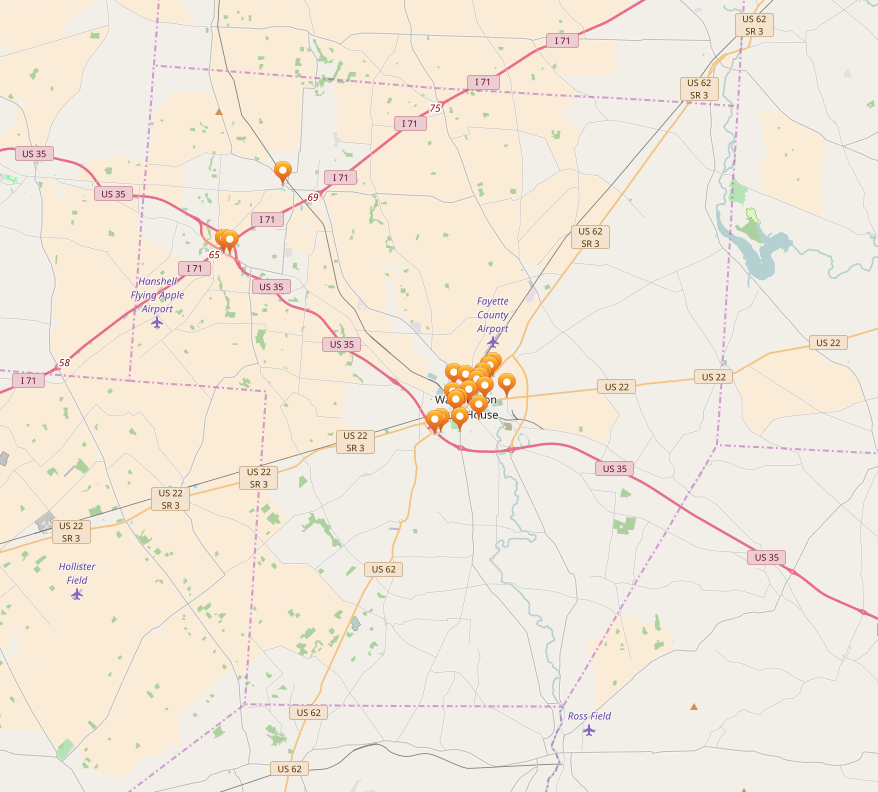 US 62
SR 3
I 71
I 71
US 62
SR 3
75
I 71
US 35
I 71
US 35
69
I 71
US 62
SR 3
65
I 71
Hanshell
Flying Apple
Airport
US 35
Fayette
County
Airport
US 35
US 22
58
I 71
US 22
US 22
US 22
SR 3
US 35
US 22
SR 3
US 22
SR 3
US 22
SR 3
US 35
Hollister
Field
US 62
US 62
Ross Field
US 62